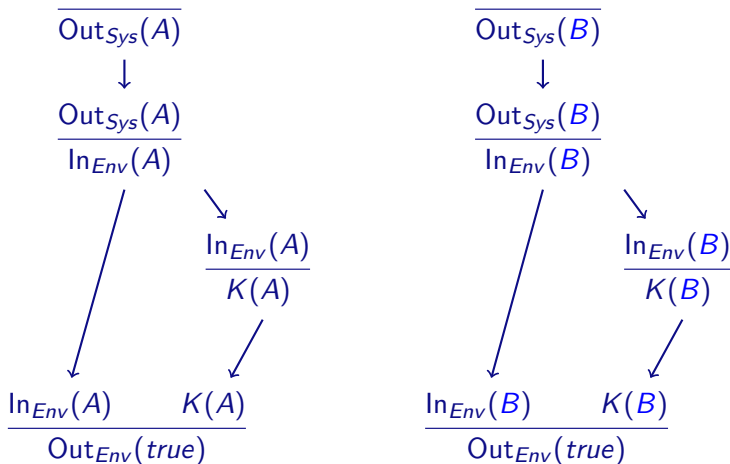 Out_Sys(A) Out_Sys(B)
Out_Sys(A) Out_Sys(B)
In_Env(A) In_Env(B)
In_Env(A) In_Env(B)
K(A) K(B)
In_Env(A) K(A) In_Env(B) K(B)
Out_Env(true) Out_Env(true)